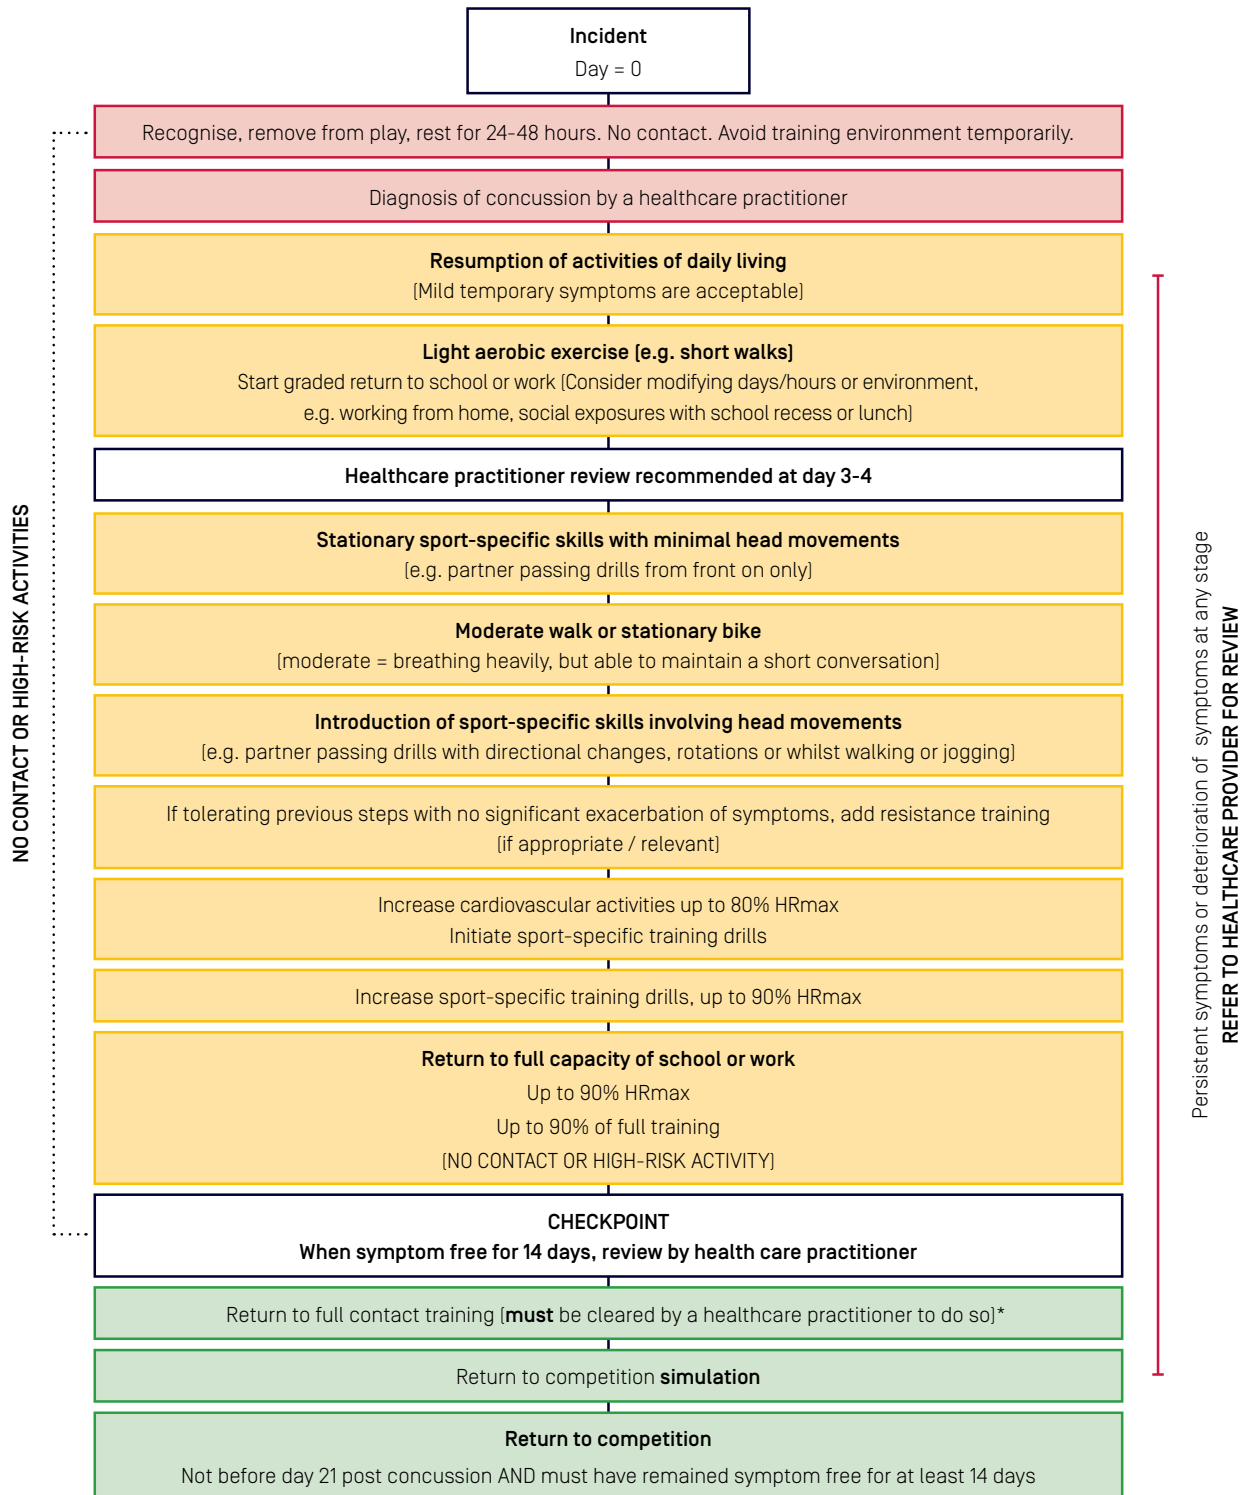 Incident
Day = 0
Recognise, remove from play, rest for 24-48 hours. No contact. Avoid training environment temporarily.
Diagnosis of concussion by a healthcare practitioner
Resumption of activities of daily living
(Mild temporary symptoms are acceptable)
Light aerobic exercise (e.g. short walks)
Start graded return to school or work (Consider modifying days/hours or environment,
e.g. working from home, social exposures with school recess or lunch)
Healthcare practitioner review recommended at day 3-4
Stationary sport-specific skills with minimal head movements
(e.g. partner passing drills from front on only)
Moderate walk or stationary bike
(moderate = breathing heavily, but able to maintain a short conversation)
Introduction of sport-specific skills involving head movements
(e.g. partner passing drills with directional changes, rotations or whilst walking or jogging)
If tolerating previous steps with no significant exacerbation of symptoms, add resistance training
(if appropriate / relevant)
Increase cardiovascular activities up to 80% HRmax
Initiate sport-specific training drills
Increase sport-specific training drills, up to 90% HRmax
Return to full capacity of school or work
Up to 90% HRmax
Up to 90% of full training
(NO CONTACT OR HIGH-RISK ACTIVITY)
CHECKPOINT
When symptom free for 14 days, review by health care practitioner
Return to full contact training (must be cleared by a healthcare practitioner to do so)*
Return to competition simulation
Return to competition
Not before day 21 post concussion AND must have remained symptom free for at least 14 days
NO CONTACT OR HIGH-RISK ACTIVITIES
Persistent symptoms or deterioration of symptoms at any stage
REFER TO HEALTHCARE PROVIDER FOR REVIEW